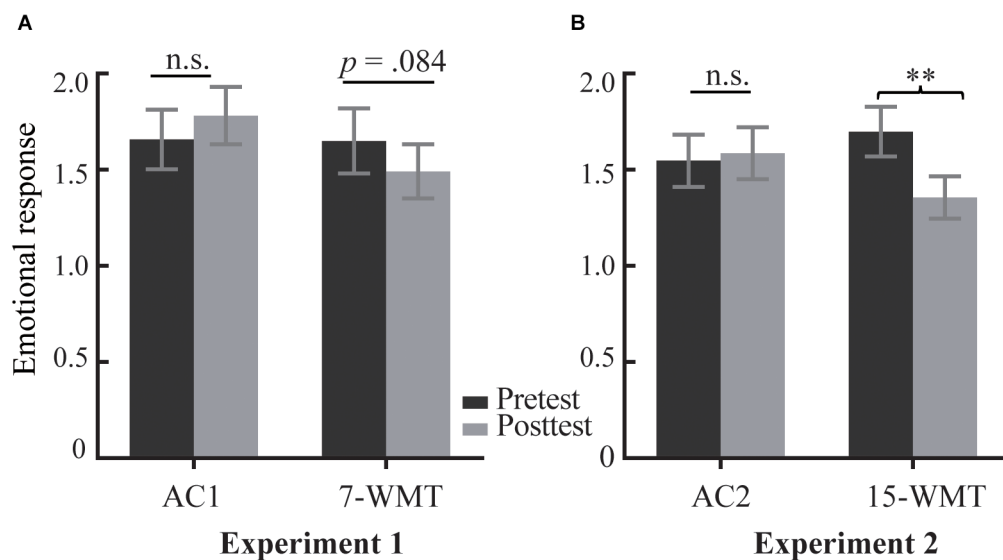 A
n.s.
p = .084
2.0
1.5
1.0
0.5
0
Emotional response
AC1
7-WMT
Experiment 1
Pretest
Posttest
B
n.s.
**
2.0
1.5
1.0
0.5
0
AC2
15-WMT
Experiment 2